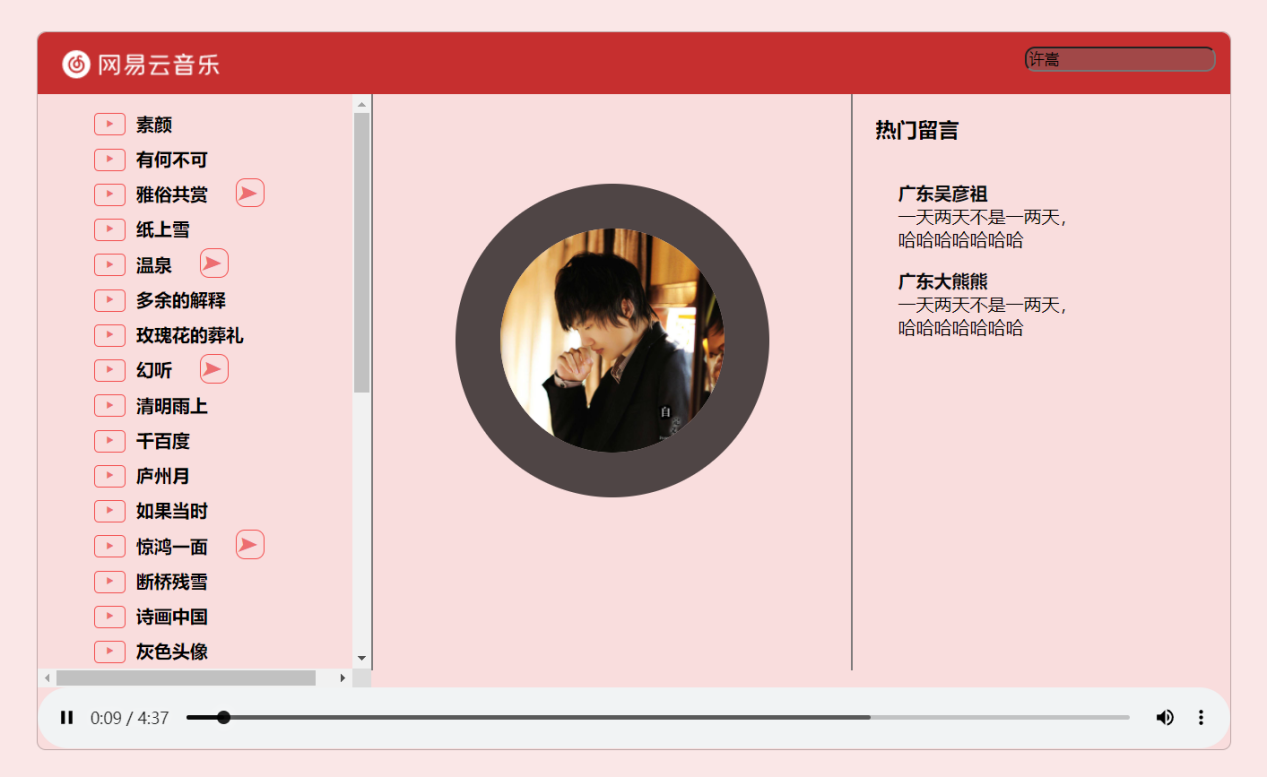 网易云音乐
许嵩
素颜
有何不可
雅俗共赏
纸上雪
温泉
多余的解释
玫瑰花的葬礼
幻听
清明雨上
千百度
庐州月
如果当时
惊鸿一面
断桥残雪
诗画中国
灰色头像
自
热门留言
广东吴彦祖
一天两天不是一两天，
哈哈哈哈哈哈哈
广东大熊熊
一天两天不是一两天，
哈哈哈哈哈哈哈
0:09 / 4:37